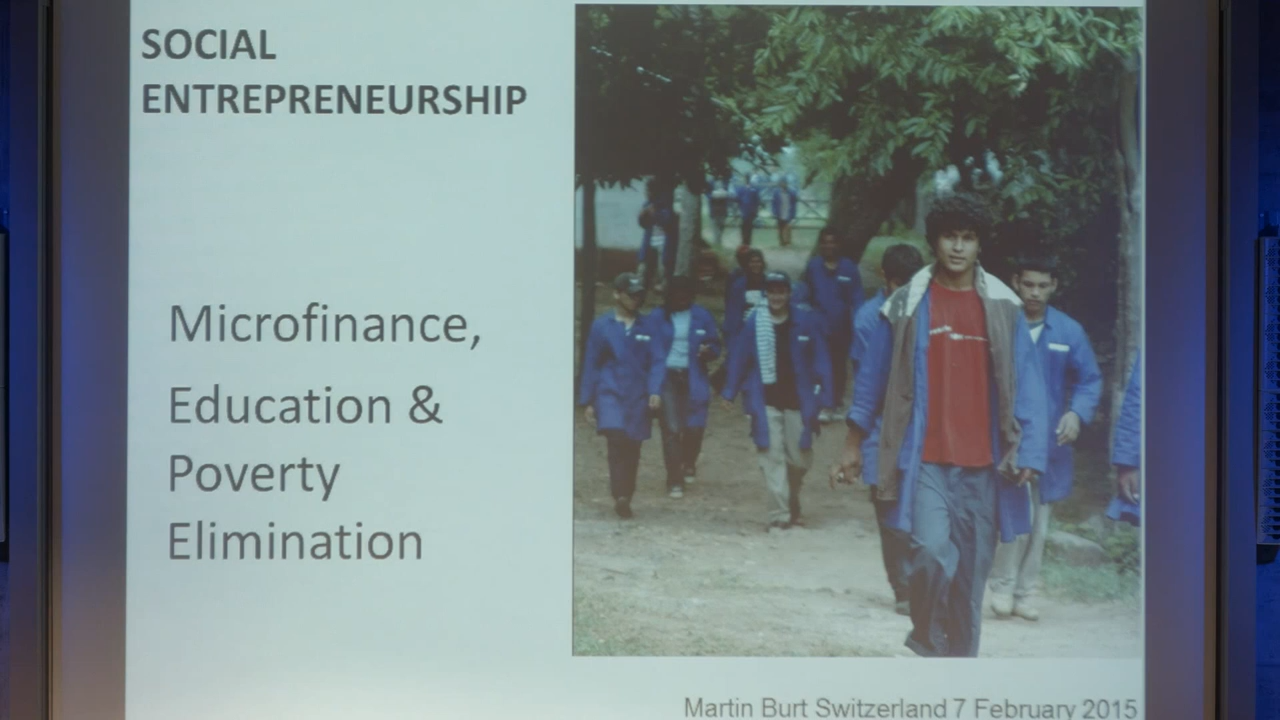 SOCIAL
ENTREPRENEURSHIP
Microfinance,
Education &
Poverty
Elimination
Martin Burt Switzerland 7 February 2015